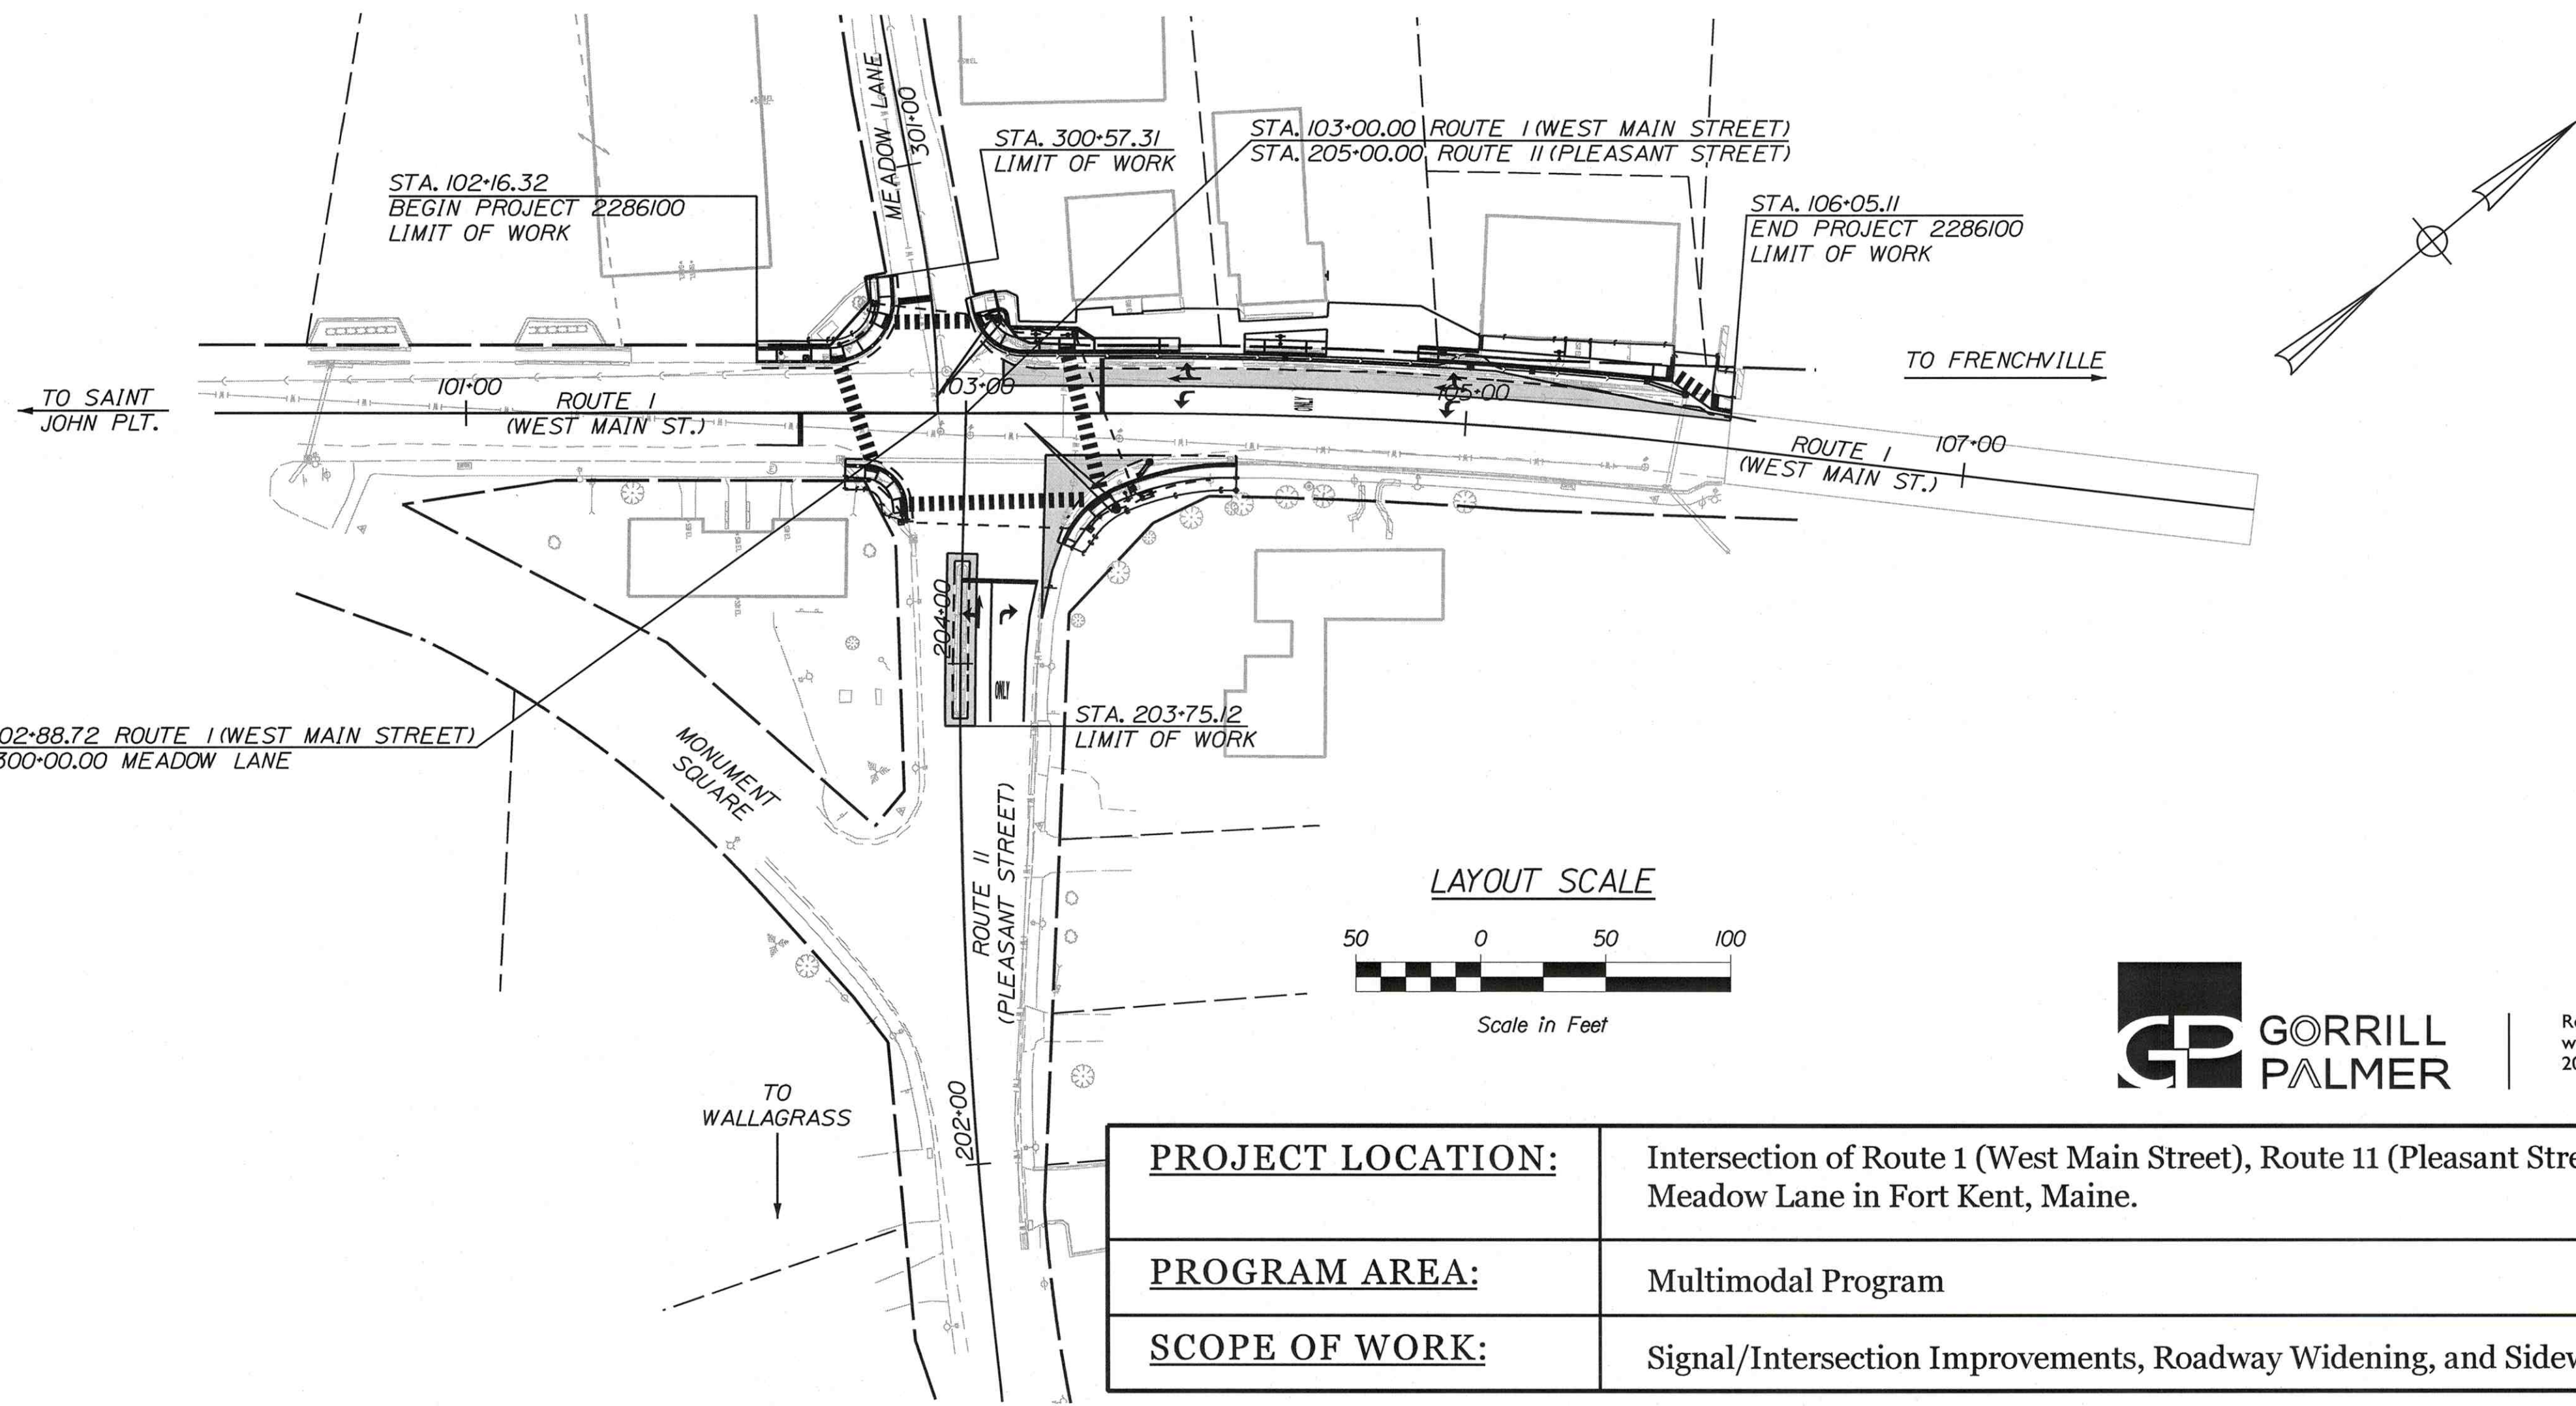 MEADOW LANE
301+00
STA. 300+57.31
LIMIT OF WORK
STA. 103+00.00 ROUTE 1 (WEST MAIN STREET)
STA. 205+00.00 ROUTE 11 (PLEASANT STREET)
STA. 102+16.32
BEGIN PROJECT 2286100
LIMIT OF WORK
STA. 106+05.11
END PROJECT 2286100
LIMIT OF WORK
TO FRENCHVILLE
TO SAINT
JOHN PLT.
101+00
ROUTE 1
(WEST MAIN ST.)
103+00
105+00
ONLY
ROUTE 1
(WEST MAIN ST.)
107+00
204+00
ONLY
STA. 203+75.12
LIMIT OF WORK
02+88.72 ROUTE 1 (WEST MAIN STREET)
300+00.00 MEADOW LANE
MONUMENT
SQUARE
ROUTE 11
(PLEASANT STREET)
202+00
TO
WALLAGRASS
LAYOUT SCALE
50 0 50 100
Scale in Feet
GP
GORRILL
PALMER
PROJECT LOCATION:
Intersection of Route 1 (West Main Street), Route 11 (Pleasant Stre
Meadow Lane in Fort Kent, Maine.
PROGRAM AREA:
Multimodal Program
SCOPE OF WORK:
Signal/Intersection Improvements, Roadway Widening, and Sidew